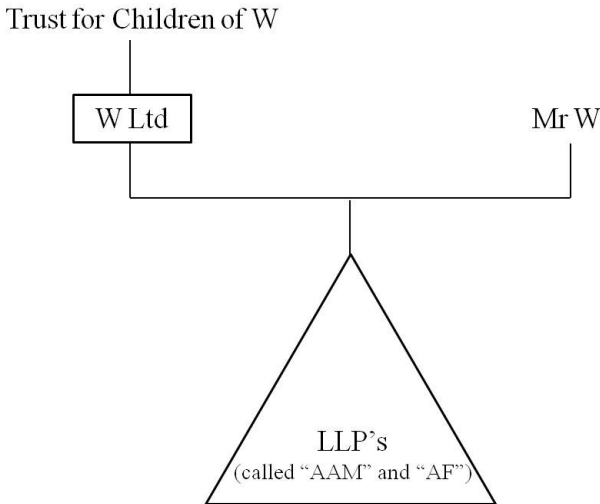 Trust for Children of W
W Ltd
Mr W
LLP’s
(called “AAM” and “AF”)